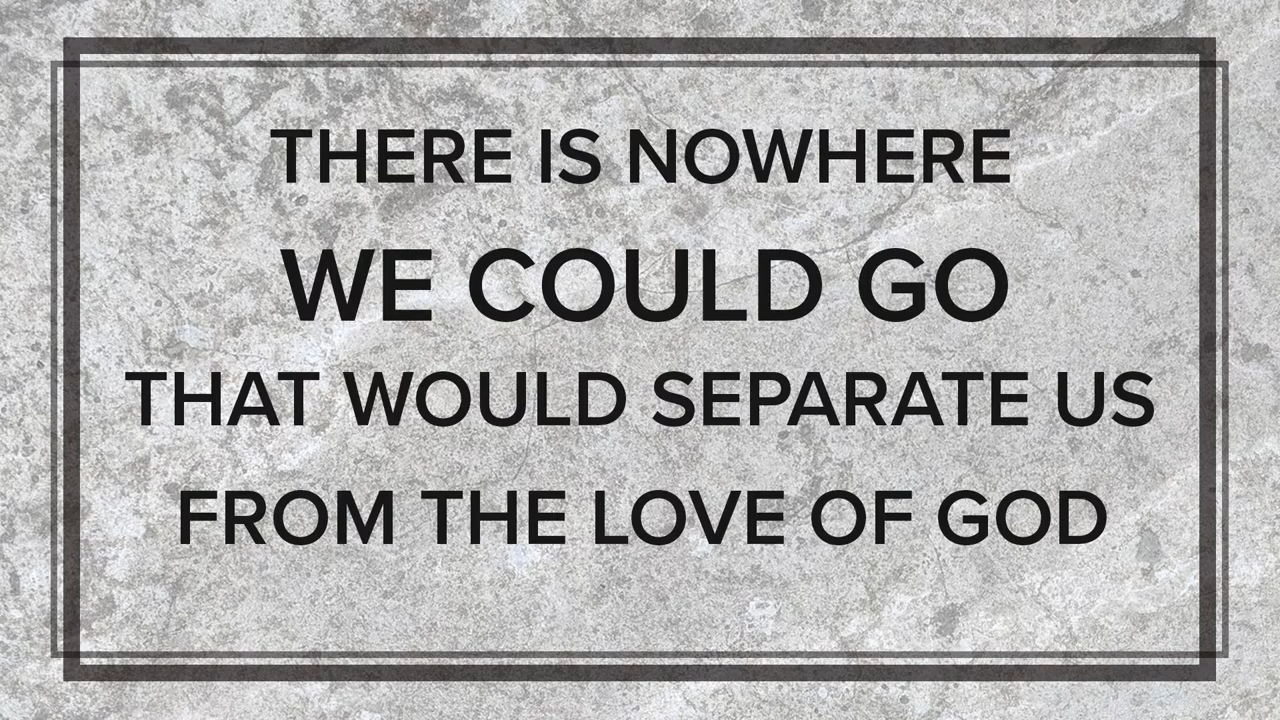 THERE IS NOWHERE
WE COULD GO
THAT WOULD SEPARATE US
FROM THE LOVE OF GOD